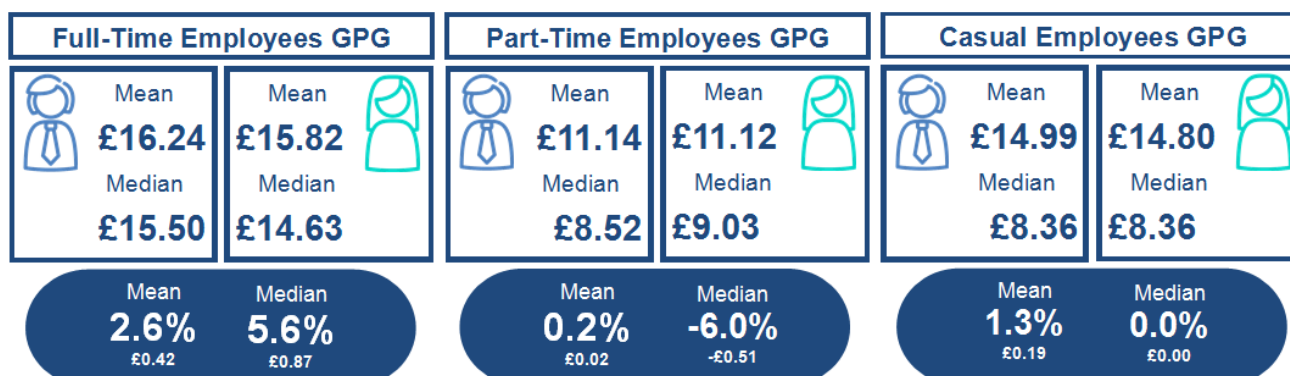 Full-Time Employees GPG
Mean
£16.24
Median
£15.50
Mean
£15.82
Median
£14.63
Mean
2.6%
£0.42
Median
5.6%
£0.87
Part-Time Employees GPG
Mean
£11.14
Median
£8.52
Mean
£11.12
Median
£9.03
Mean
0.2%
£0.02
Median
-6.0%
-£0.51
Casual Employees GPG
Mean
£14.99
Median
£8.36
Mean
£14.80
Median
£8.36
Mean
1.3%
£0.19
Median
0.0%
£0.00